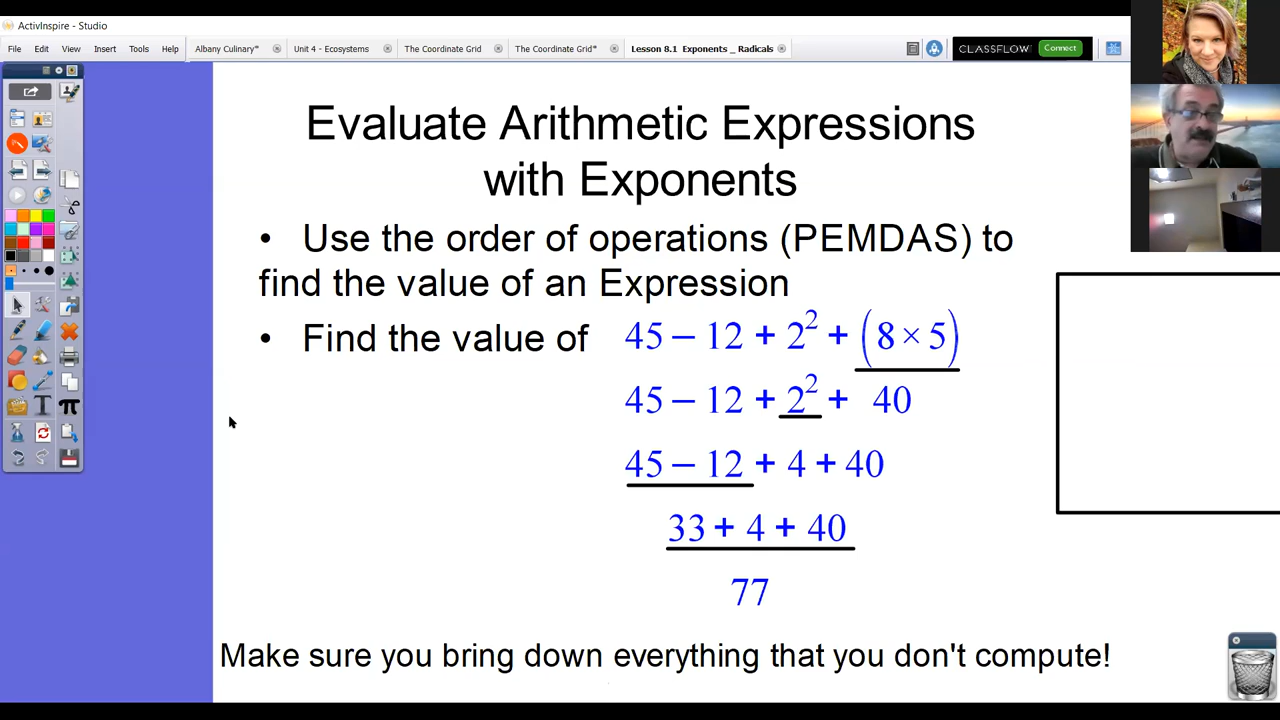 ActivInspire - Studio
File Edit View Insert Tools Help Albany Culinary* Unit 4 - Ecosystems The Coordinate Grid The Coordinate Grid* Lesson 8.1 Exponents _ Radicals CLASSFLOW Connect
Evaluate Arithmetic Expressions
with Exponents
• Use the order of operations (PEMDAS) to
find the value of an Expression
• Find the value of 45 − 12 + 2² + (8 × 5)
45 − 12 + 2² + 40
45 − 12 + 4 + 40
33 + 4 + 40
77
Make sure you bring down everything that you don't compute!